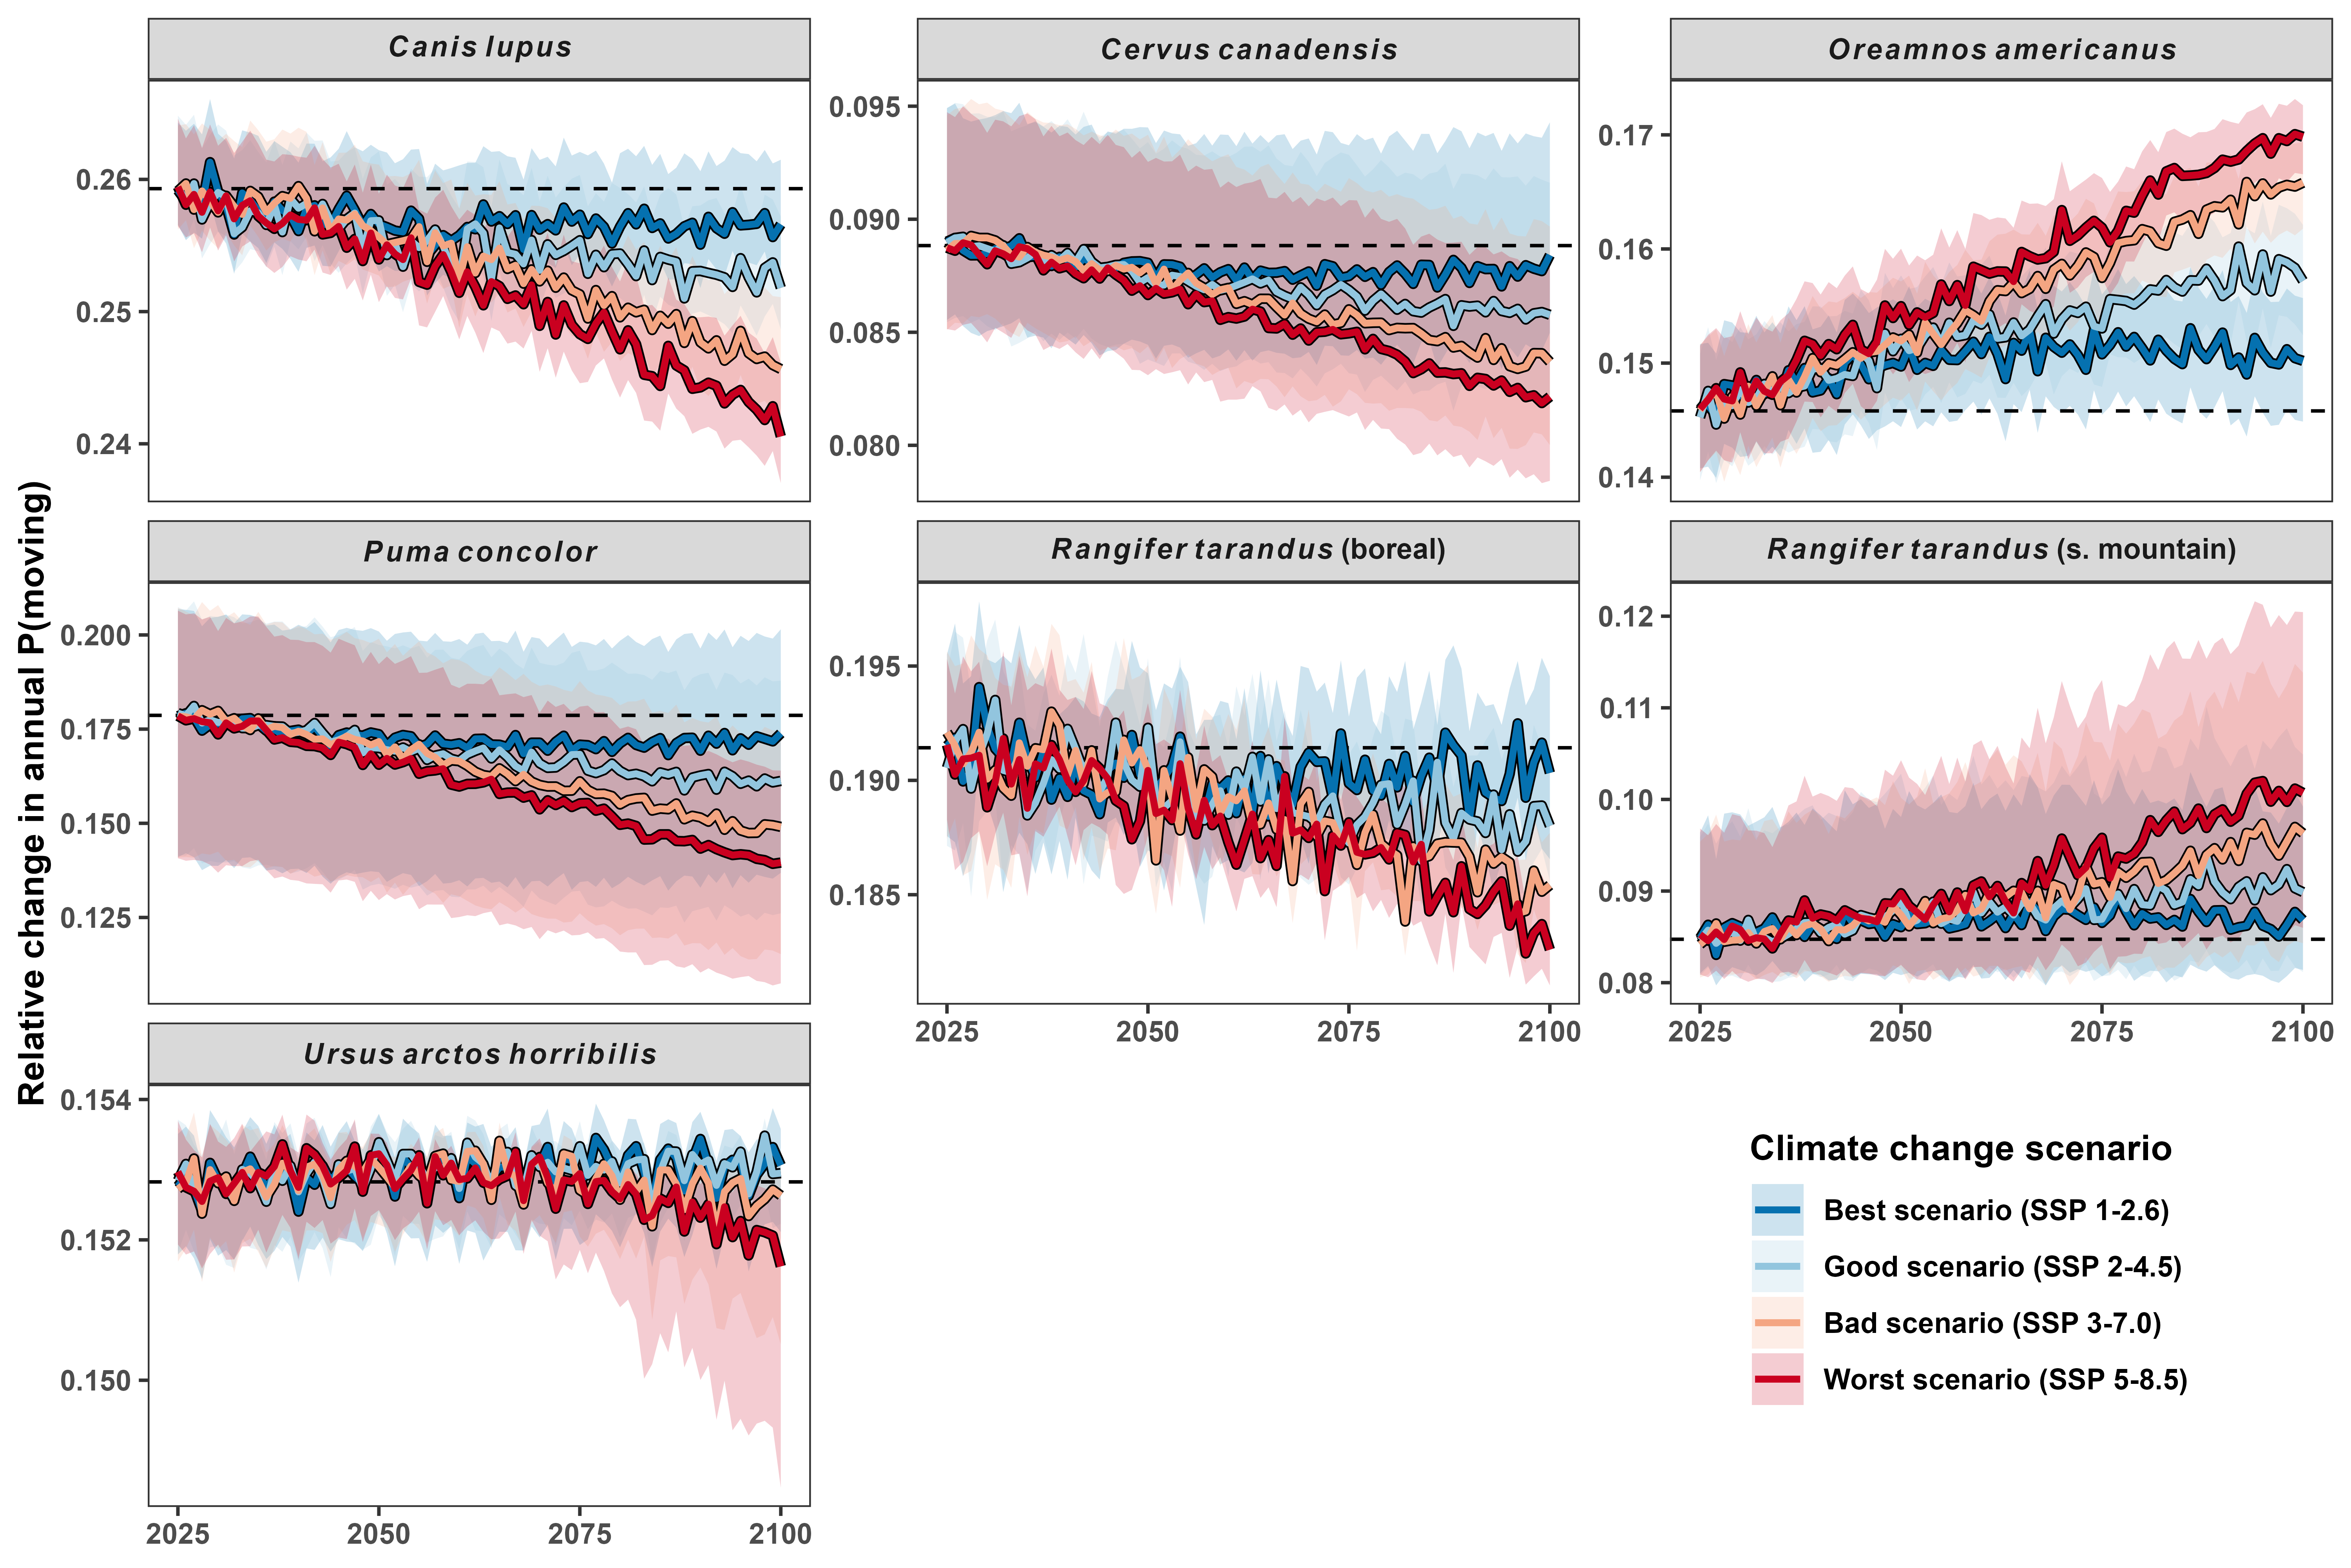 Canis lupus
Cervus canadensis
Oreamnos americanus
0.26
0.25
0.24
0.095
0.090
0.085
0.080
0.17
0.16
0.15
0.14
Relative change in annual P(moving)
Puma concolor
Rangifer tarandus (boreal)
Rangifer tarandus (s. mountain)
0.200
0.175
0.150
0.125
0.195
0.190
0.185
0.12
0.11
0.10
0.09
0.08
2025 2050 2075 2100
2025 2050 2075 2100
Ursus arctos horribilis
0.154
0.152
0.150
2025 2050 2075 2100
Climate change scenario
Best scenario (SSP 1-2.6)
Good scenario (SSP 2-4.5)
Bad scenario (SSP 3-7.0)
Worst scenario (SSP 5-8.5)